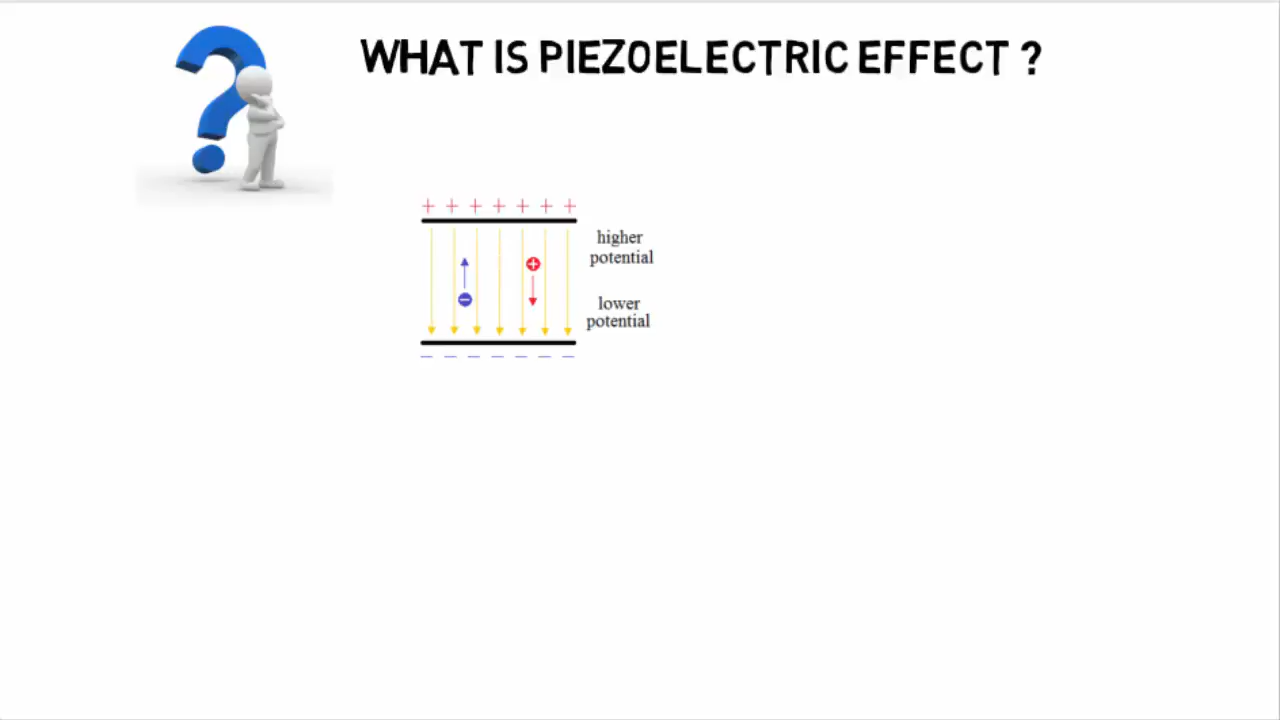 WHAT IS PIEZOELECTRIC EFFECT ?
+ + + + + + +
higher
potential
+
−
lower
potential
− − − − − − −